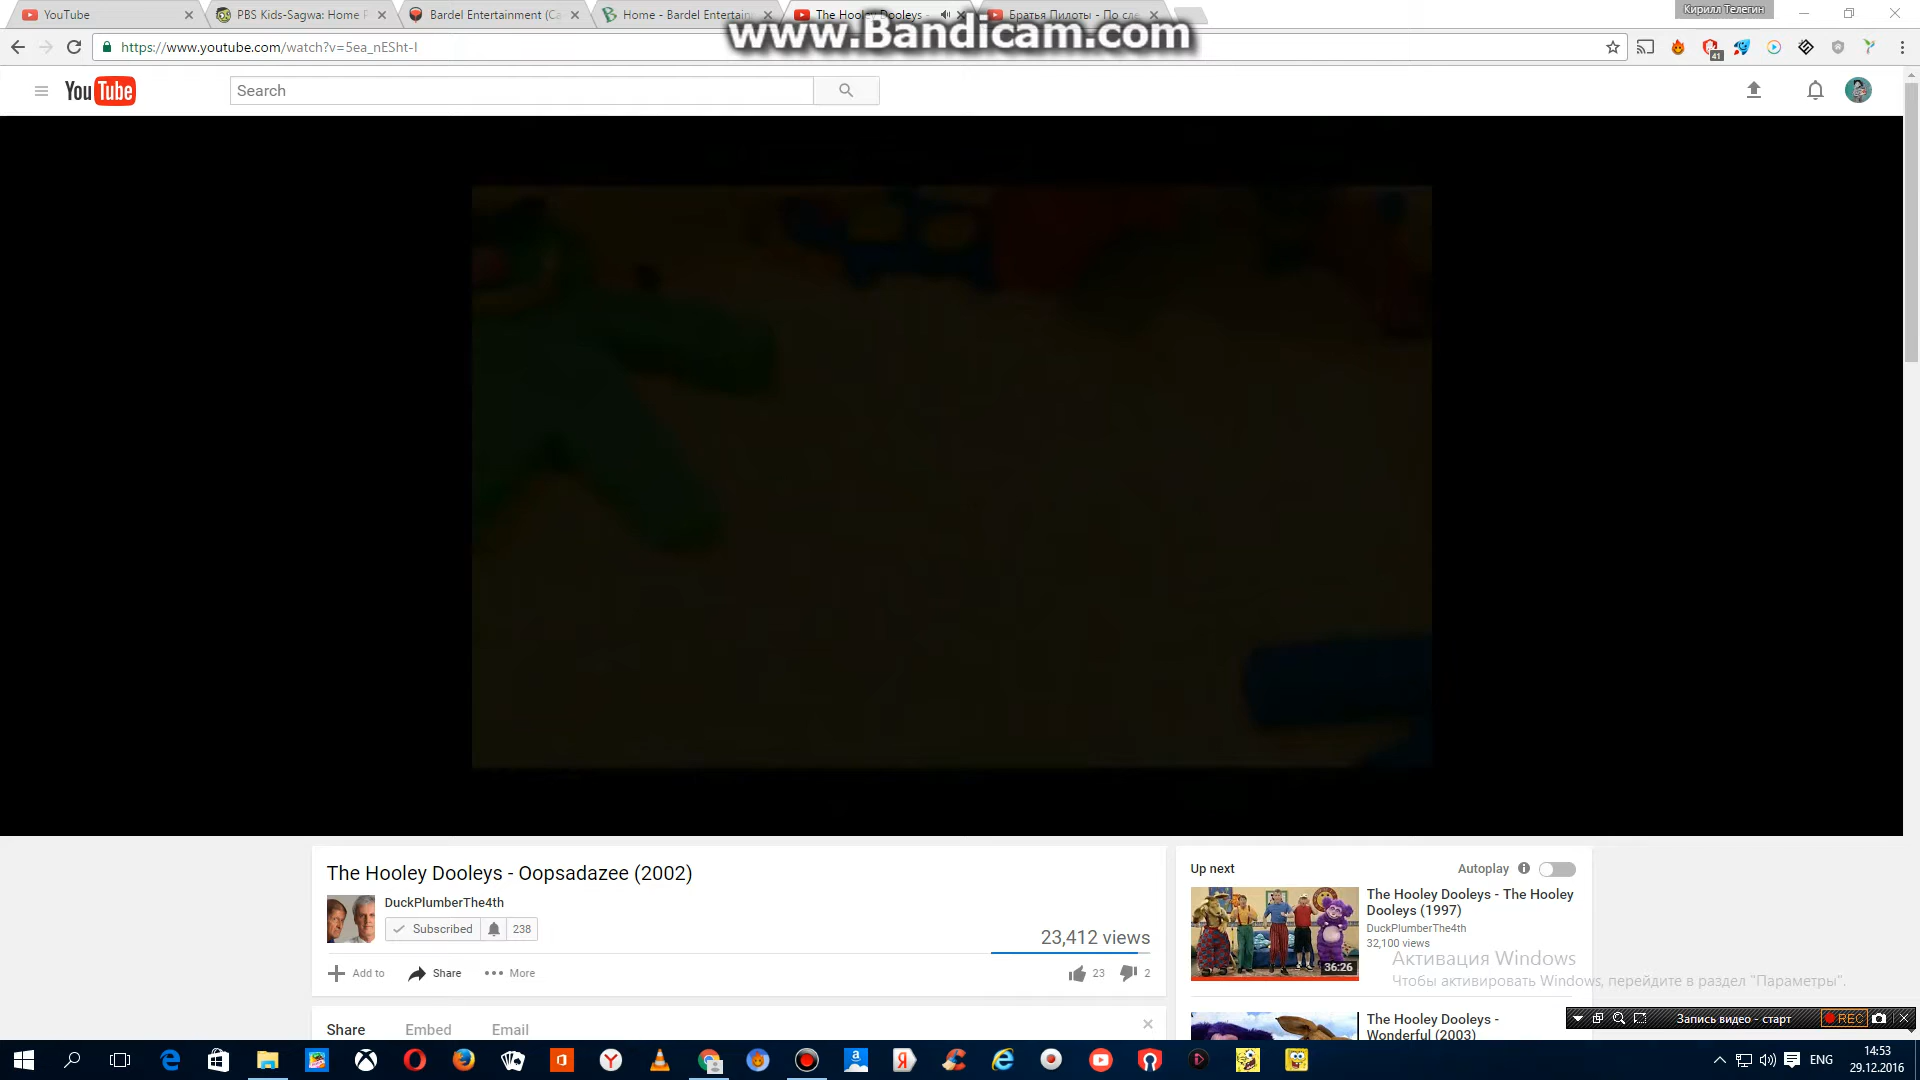 YouTube
PBS Kids-Sagwa: Home P
Bardel Entertainment (Ca
Home - Bardel Entertain
The Hooley Dooleys -
Братья Пилоты - По сле
Кирилл Телегин
www.Bandicam.com
https://www.youtube.com/watch?v=5ea_nESht-I
41
YouTube
Search
The Hooley Dooleys - Oopsadazee (2002)
DuckPlumberThe4th
Subscribed
238
23,412 views
Add to
Share
More
23
2
Share
Embed
Email
Up next
Autoplay
The Hooley Dooleys - The Hooley
Dooleys (1997)
DuckPlumberThe4th
32,100 views
36:26
The Hooley Dooleys -
Wonderful (2003)
Активация Windows
Чтобы активировать Windows, перейдите в раздел "Параметры".
Запись видео - старт
REC
ENG
14:53
29.12.2016